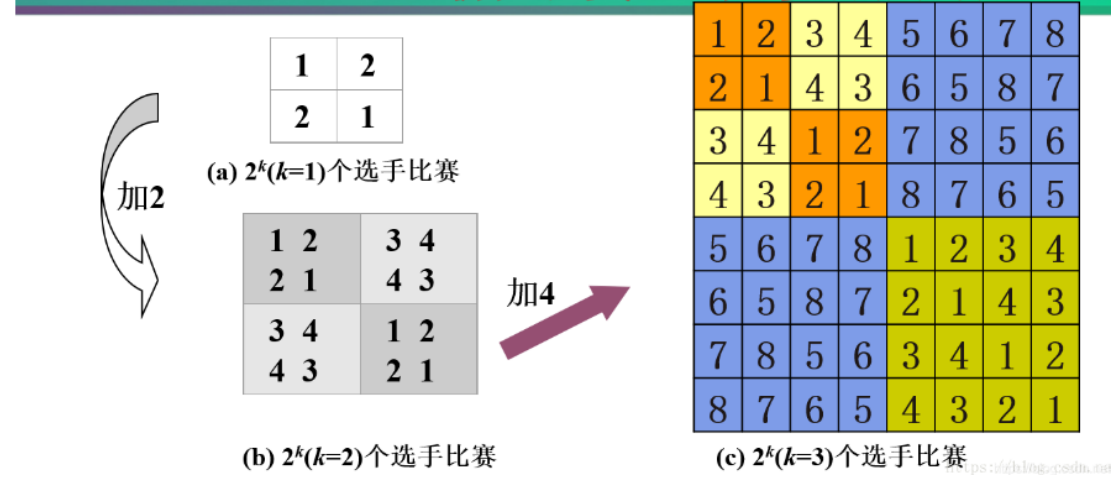 1 2
2 1
(a) 2ᵏ(k=1)个选手比赛
加2
1 2 3 4
2 1 4 3
3 4 1 2
4 3 2 1
(b) 2ᵏ(k=2)个选手比赛
加4
1 2 3 4 5 6 7 8
2 1 4 3 6 5 8 7
3 4 1 2 7 8 5 6
4 3 2 1 8 7 6 5
5 6 7 8 1 2 3 4
6 5 8 7 2 1 4 3
7 8 5 6 3 4 1 2
8 7 6 5 4 3 2 1
(c) 2ᵏ(k=3)个选手比赛